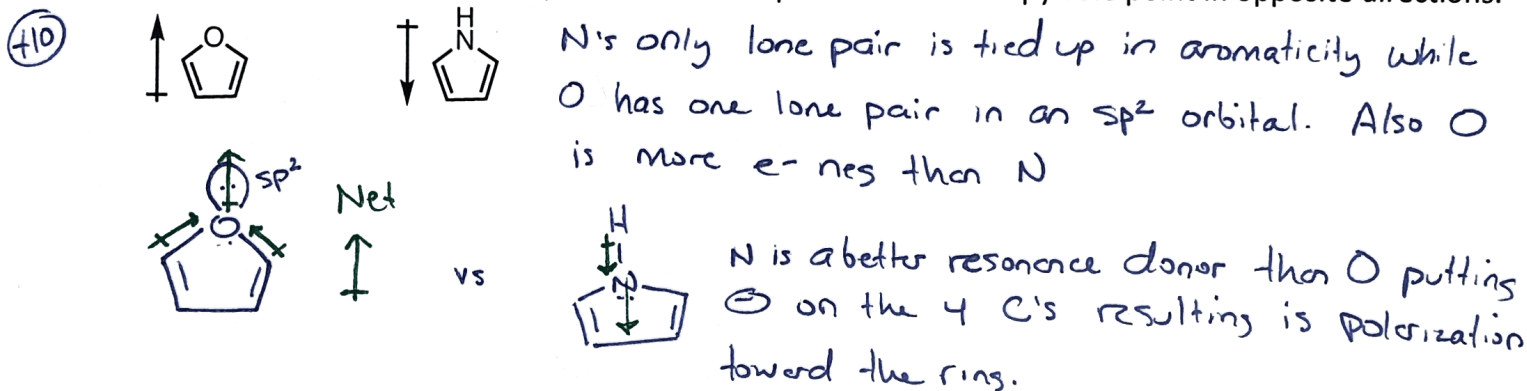 +10
O
H
N
N's only lone pair is tied up in aromaticity while
O has one lone pair in an sp² orbital. Also O
is more e- neg than N
sp²
Net
O
vs
H
N
N is a better resonance donor than O putting
⊖ on the 4 C's resulting is polarization
toward the ring.